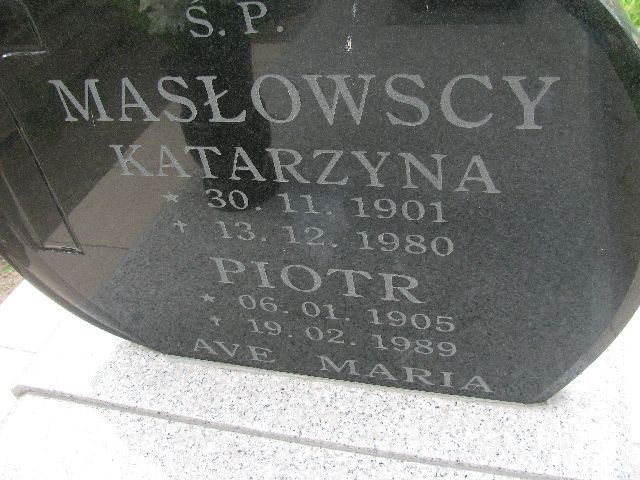 Ś.P.
MASŁOWSCY
KATARZYNA
* 30. 11. 1901
+ 13. 12. 1980
PIOTR
* 06. 01. 1905
+ 19. 02. 1989
AVE MARIA